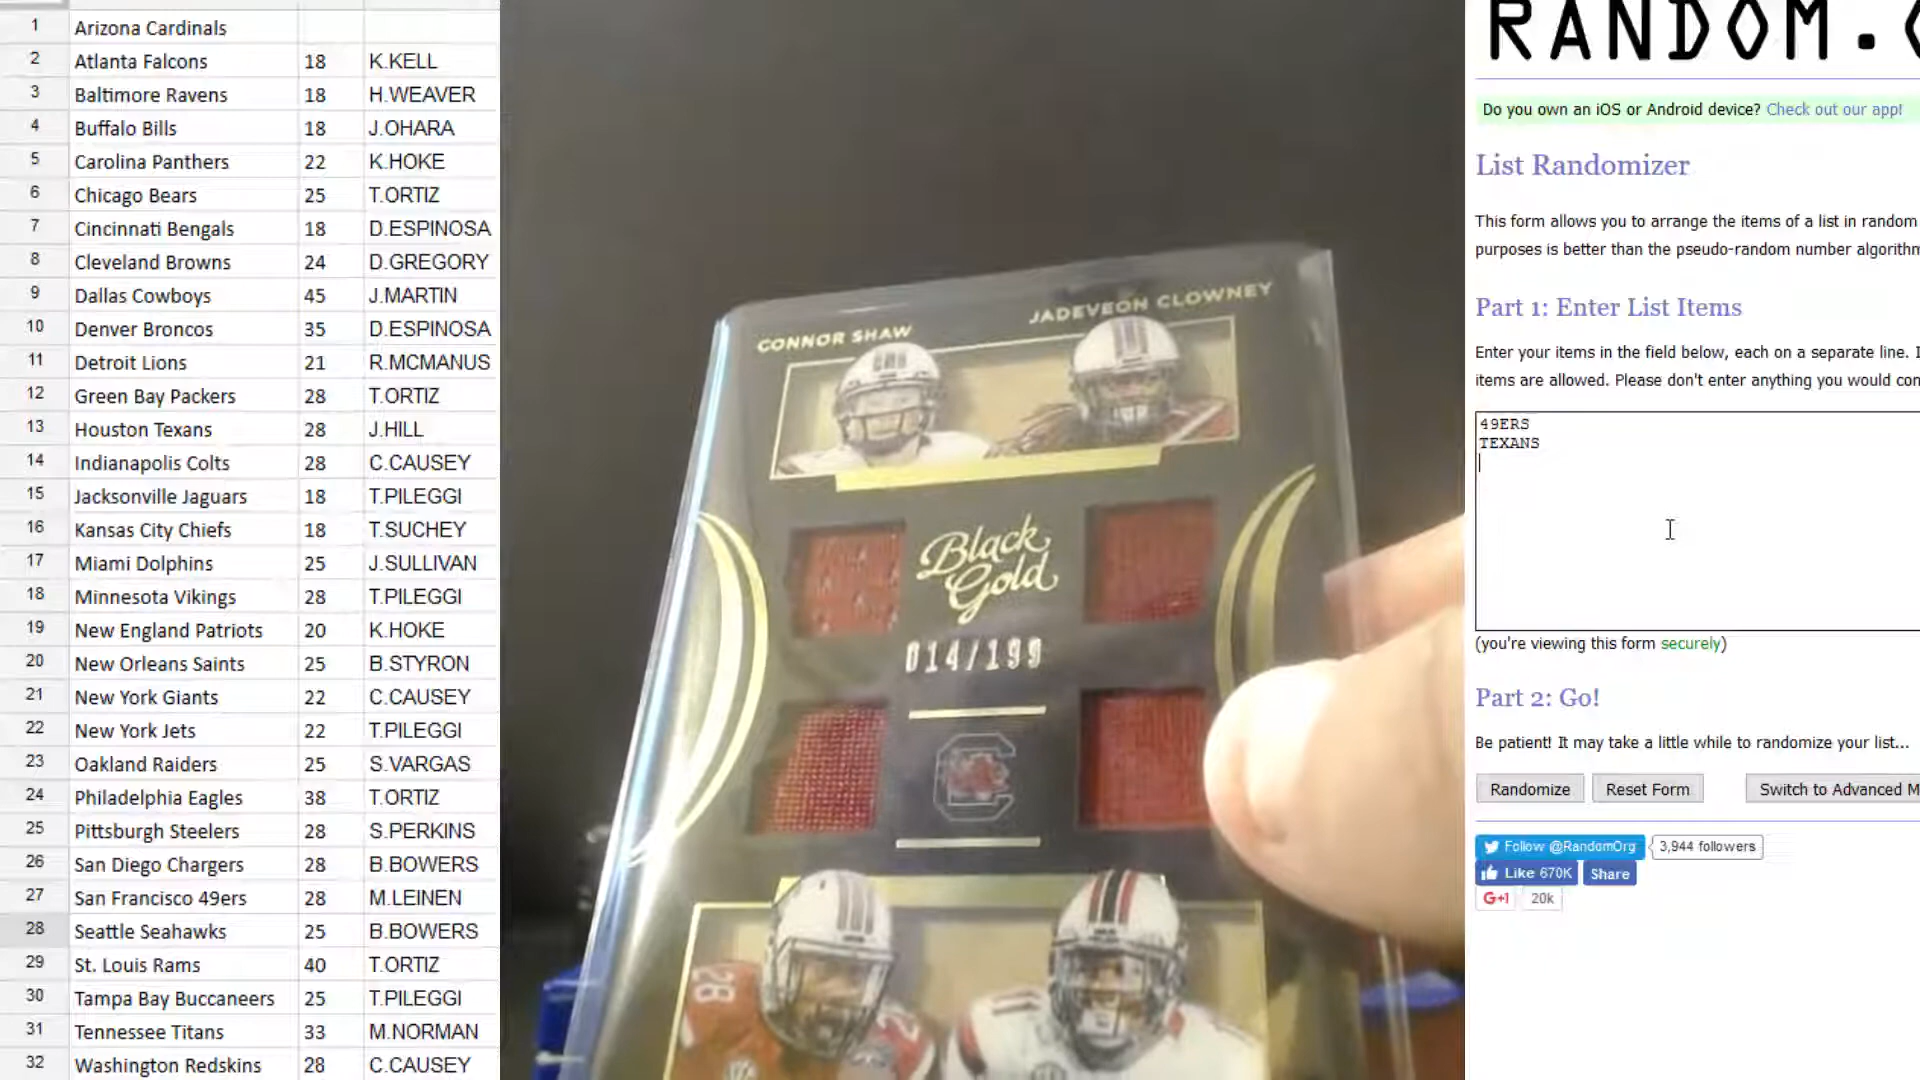 1 Arizona Cardinals
2 Atlanta Falcons 18 K.KELL
3 Baltimore Ravens 18 H.WEAVER
4 Buffalo Bills 18 J.OHARA
5 Carolina Panthers 22 K.HOKE
6 Chicago Bears 25 T.ORTIZ
7 Cincinnati Bengals 18 D.ESPINOSA
8 Cleveland Browns 24 D.GREGORY
9 Dallas Cowboys 45 J.MARTIN
10 Denver Broncos 35 D.ESPINOSA
11 Detroit Lions 21 R.MCMANUS
12 Green Bay Packers 28 T.ORTIZ
13 Houston Texans 28 J.HILL
14 Indianapolis Colts 28 C.CAUSEY
15 Jacksonville Jaguars 18 T.PILEGGI
16 Kansas City Chiefs 18 T.SUCHEY
17 Miami Dolphins 25 J.SULLIVAN
18 Minnesota Vikings 28 T.PILEGGI
19 New England Patriots 20 K.HOKE
20 New Orleans Saints 25 B.STYRON
21 New York Giants 22 C.CAUSEY
22 New York Jets 22 T.PILEGGI
23 Oakland Raiders 25 S.VARGAS
24 Philadelphia Eagles 38 T.ORTIZ
25 Pittsburgh Steelers 28 S.PERKINS
26 San Diego Chargers 28 B.BOWERS
27 San Francisco 49ers 28 M.LEINEN
28 Seattle Seahawks 25 B.BOWERS
29 St. Louis Rams 40 T.ORTIZ
30 Tampa Bay Buccaneers 25 T.PILEGGI
31 Tennessee Titans 33 M.NORMAN
32 Washington Redskins 28 C.CAUSEY
CONNOR SHAW
JADEVEON CLOWNEY
Black
Gold
014/199
C
28
11
RANDOM.
Do you own an iOS or Android device? Check out our app!
List Randomizer
This form allows you to arrange the items of a list in random
purposes is better than the pseudo-random number
Part 1: Enter List Items
Enter your items in the field below, each on a separate line.
items are allowed. Please don't enter anything you would
49ERS
TEXANS
(you're viewing this form securely)
Part 2: Go!
Be patient! It may take a little while to randomize your list...
Randomize Reset Form Switch to Advanced
Follow @RandomOrg 3,944 followers
Like 670K Share
G+1 20k